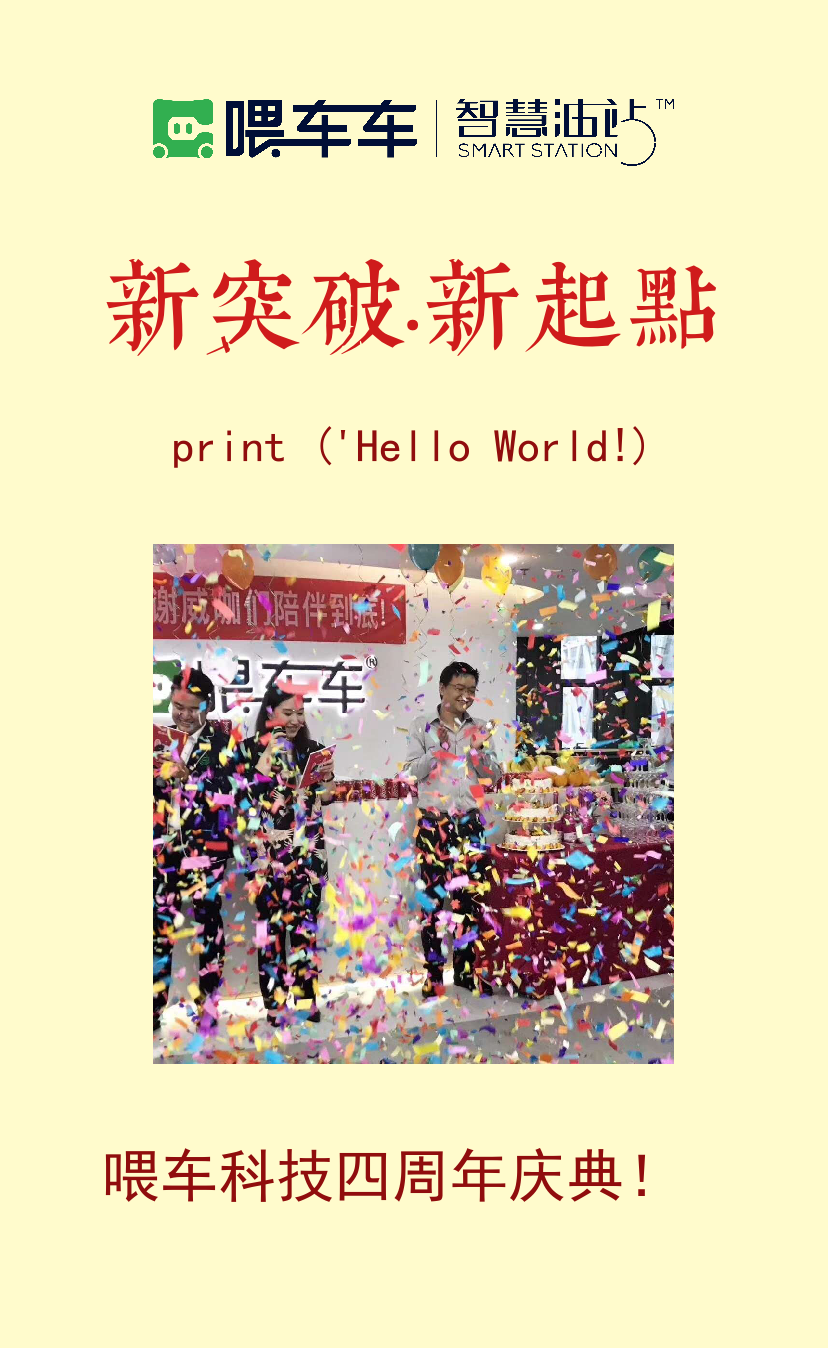 喂车车 智慧油站™
SMART STATION
新突破.新起點
print ('Hello World!)
谢威咖们陪伴到底!
喂车车®
喂车科技四周年庆典!